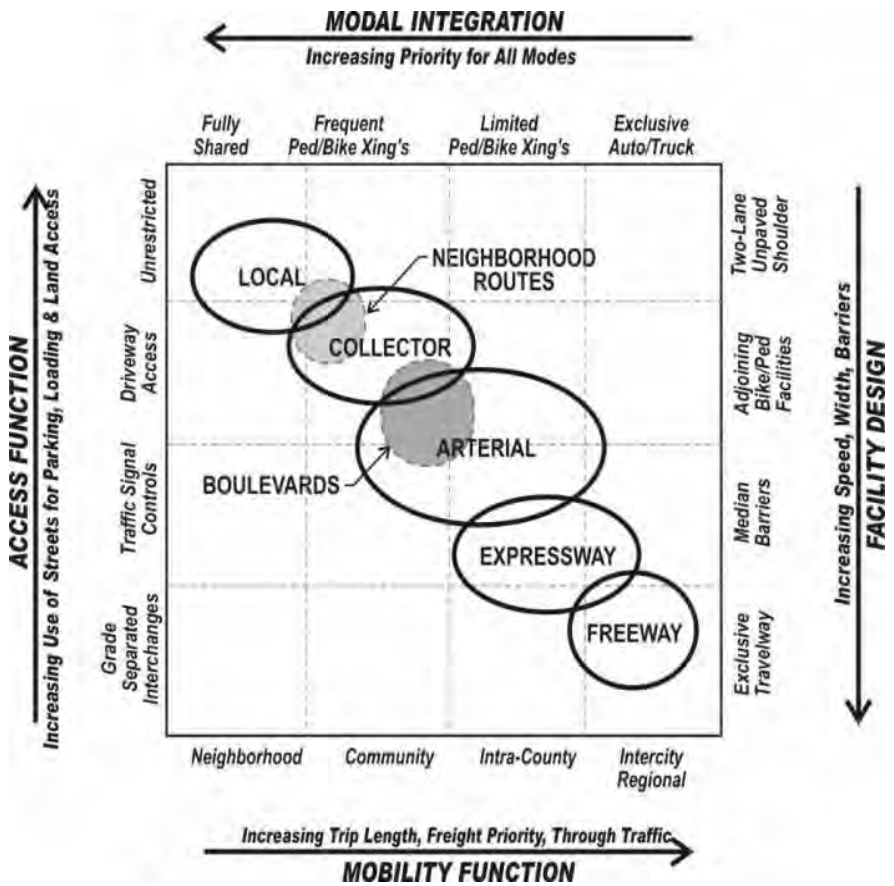 MODAL INTEGRATION
Increasing Priority for All Modes
Fully
Shared
Frequent
Ped/Bike Xing's
Limited
Ped/Bike Xing's
Exclusive
Auto/Truck
ACCESS FUNCTION
Increasing Use of Streets for Parking, Loading & Land Access
Unrestricted
Driveway
Access
Traffic Signal
Controls
Grade
Separated
Interchanges
LOCAL
NEIGHBORHOOD
ROUTES
COLLECTOR
ARTERIAL
BOULEVARDS
EXPRESSWAY
FREEWAY
Two-Lane
Unpaved
Shoulder
Adjoining
Bike/Ped
Facilities
Median
Barriers
Exclusive
Travelway
Increasing Speed, Width, Barriers
FACILITY DESIGN
Neighborhood
Community
Intra-County
Intercity
Regional
Increasing Trip Length, Freight Priority, Through Traffic
MOBILITY FUNCTION